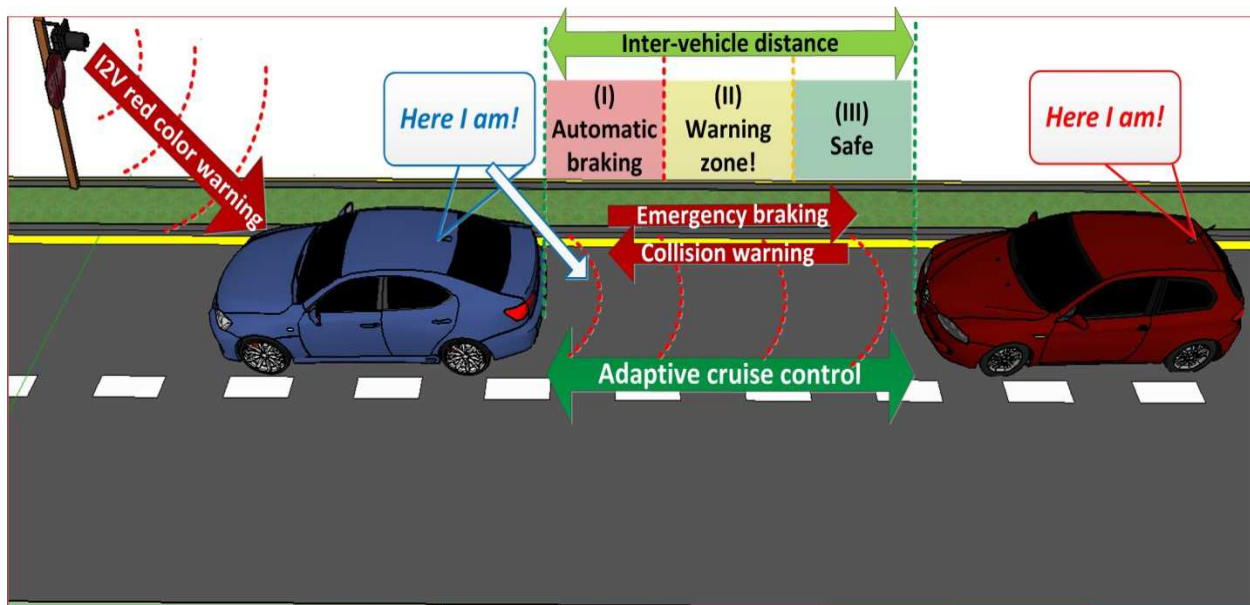 I2V red color warning
Here I am!
Inter-vehicle distance
(I)
Automatic
braking
(II)
Warning
zone!
(III)
Safe
Here I am!
Emergency braking
Collision warning
Adaptive cruise control